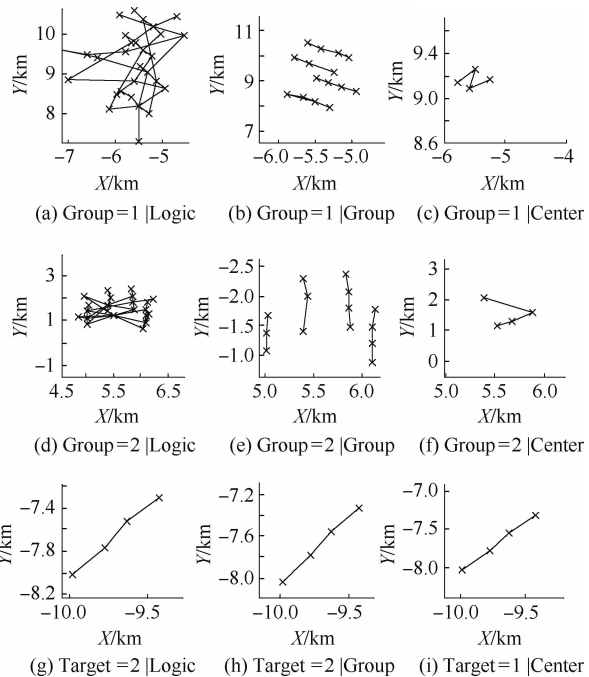 10
9
8
Y/km
-7 -6 -5
X/km
(a) Group=1 |Logic
11
9
7
Y/km
-6.0 -5.5 -5.0
X/km
(b) Group=1 |Group
9.4
9.0
8.6
Y/km
-6 -5 -4
X/km
(c) Group=1 |Center
3
1
-1
Y/km
4.5 5.5 6.5
X/km
(d) Group=2 |Logic
-2.5
-2.0
-1.5
-1.0
Y/km
5.0 5.5 6.0
X/km
(e) Group=2 |Group
3
2
1
0
Y/km
5.0 5.5 6.0
X/km
(f) Group=2 |Center
-7.4
-7.8
-8.2
Y/km
-10.0 -9.5
X/km
(g) Target=2 |Logic
-7.2
-7.6
-8.0
Y/km
-10.0 -9.5
X/km
(h) Target=2 |Group
-7.0
-7.5
-8.0
Y/km
-10.0 -9.5
X/km
(i) Target=1 |Center